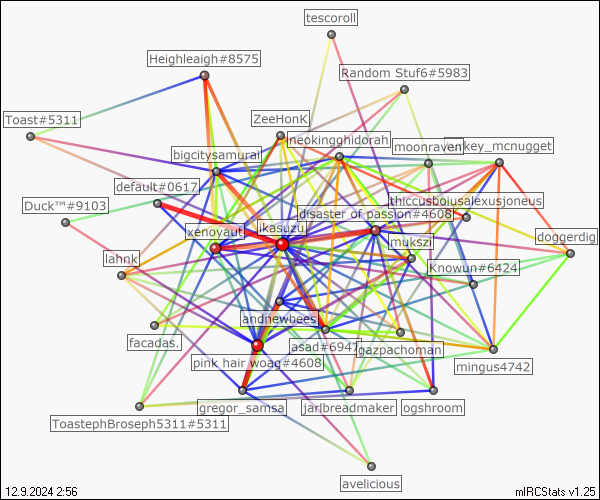 tescoroll
Heighleaigh#8575
Random Stuf6#5983
Toast#5311
ZeeHonK
neokingghidorah
moonraven
nkey_mcnugget
bigcitysamurai
default#0617
thiccusboiusalexusjoneus
Duck™#9103
disaster of passion#4608
xenoyaut
ikasuzu
mukszi
doggerdig
lahnk
Knowun#6424
andnewbees
facadas.
asad#6947
gazpachoman
pink hair woag#4608
mingus4742
gregor_samsa
jarlbreadmaker
ogshroom
ToastephBroseph5311#5311
avelicious
12.9.2024 2:56
mIRCStats v1.25